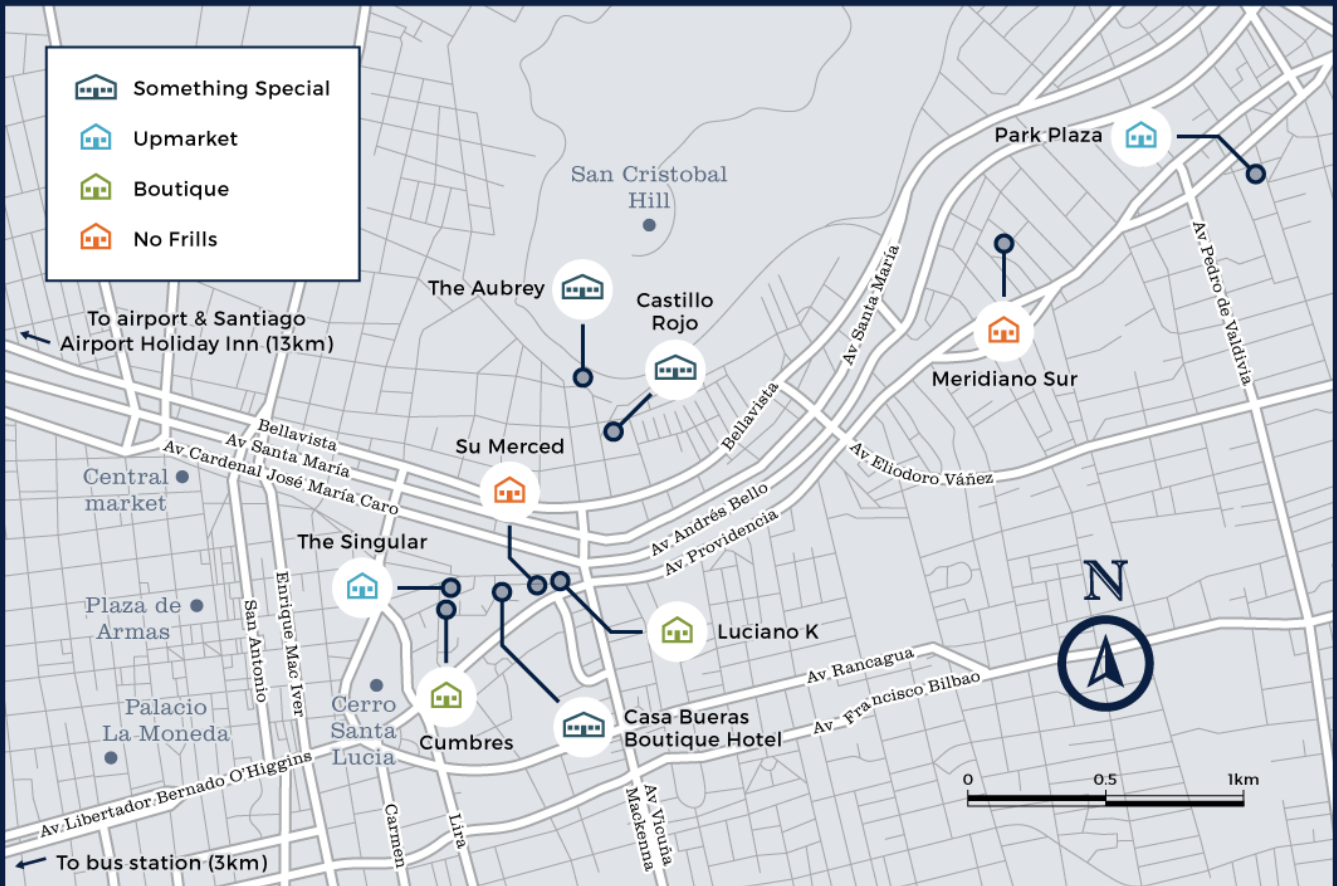 Something Special
Upmarket
Boutique
No Frills
Park Plaza
San Cristobal
Hill
The Aubrey
Castillo
Rojo
To airport & Santiago
Airport Holiday Inn (13km)
Meridiano Sur
Av Santa María
Av Pedro de Valdivia
Bellavista
Bellavista
Av Santa María
Av Cardenal José María Caro
Su Merced
Av Eliodoro Váñez
Central
market
Av Andrés Bello
Av Providencia
The Singular
N
Plaza de
Armas
San Antonio
Enrique Mac Iver
Luciano K
Av Rancagua
Av Francisco Bilbao
Palacio
La Moneda
Cerro
Santa
Lucia
Cumbres
Casa Bueras
Boutique Hotel
0 0.5 1km
Av Libertador Bernado O'Higgins
Carmen
Lira
Av Vicuña
Mackenna
To bus station (3km)